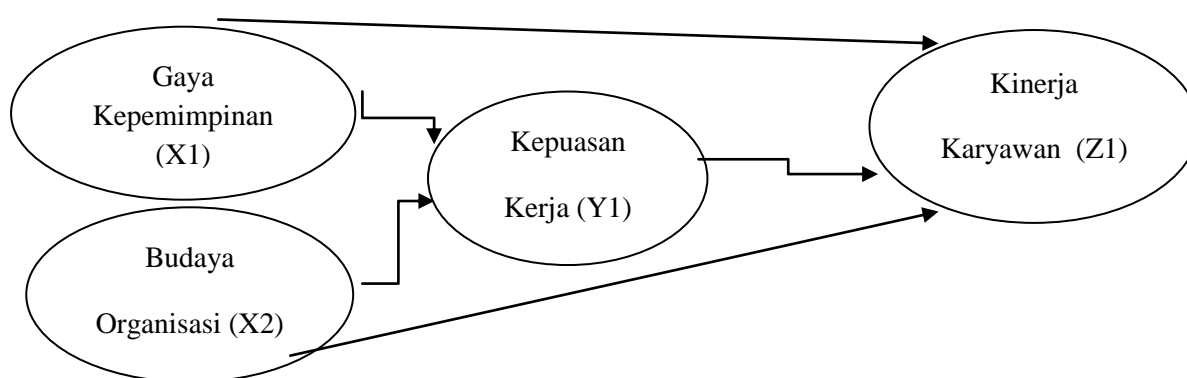 Gaya
Kepemimpinan
(X1)
Budaya
Organisasi (X2)
Kepuasan
Kerja (Y1)
Kinerja
Karyawan (Z1)